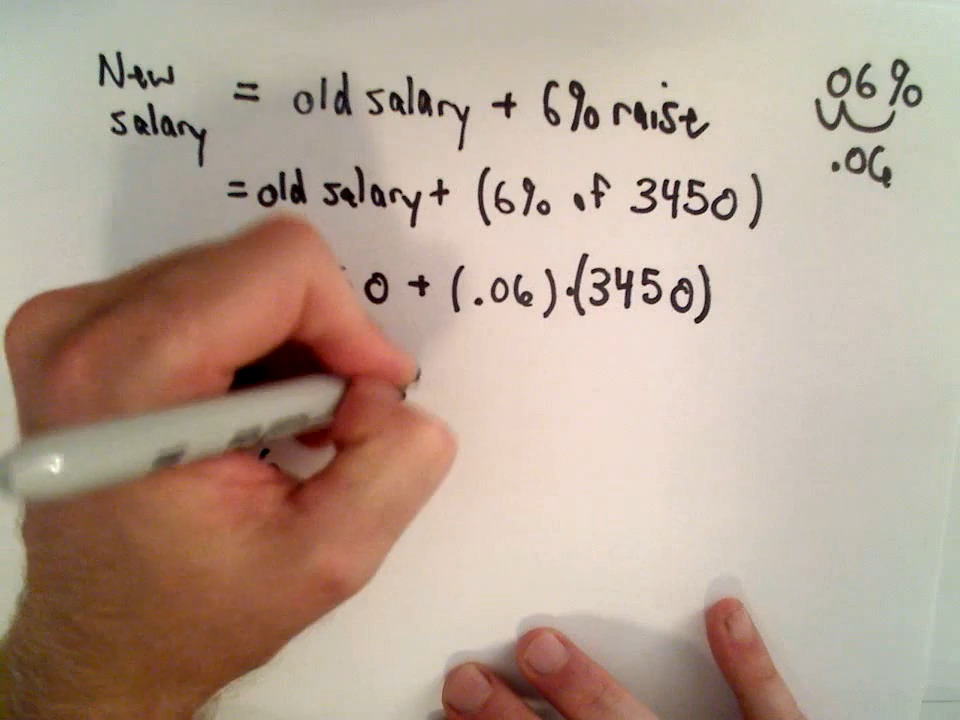 New
salary = old salary + 6% raise
= old salary + (6% of 3450)
0 + (.06)·(3450)
06%
.06